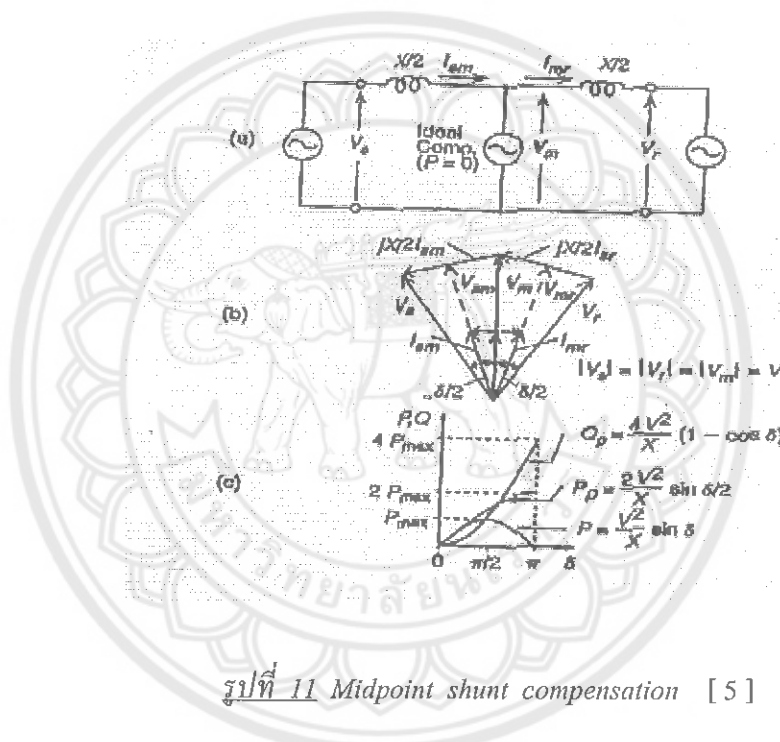 X/2 I_sm I_mr X/2
(a) V_s Ideal Comp. (P = 0) V_m V_r
jX/2I_sm jX/2I_sr
V_sm V_m V_mr
(b) V_s V_r
I_sm I_mr
δ/2 δ/2 |V_s| = |V_r| = |V_m| = V
P,Q
4 P_max Q_p = 4V²/X (1 − cos δ)
(c) 2 P_max P_p = 2V²/X sin δ/2
P_max P = V²/X sin δ
0 π/2 π δ
รูปที่ 11 Midpoint shunt compensation [5]